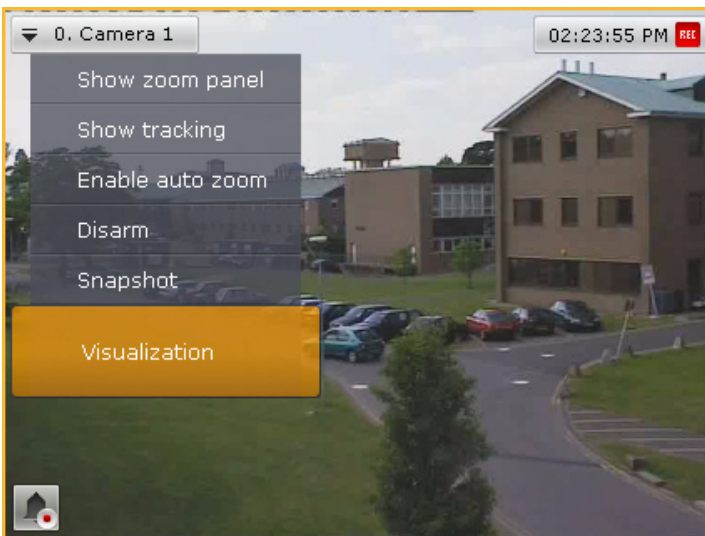 0. Camera 1
02:23:55 PM REC
Show zoom panel
Show tracking
Enable auto zoom
Disarm
Snapshot
Visualization